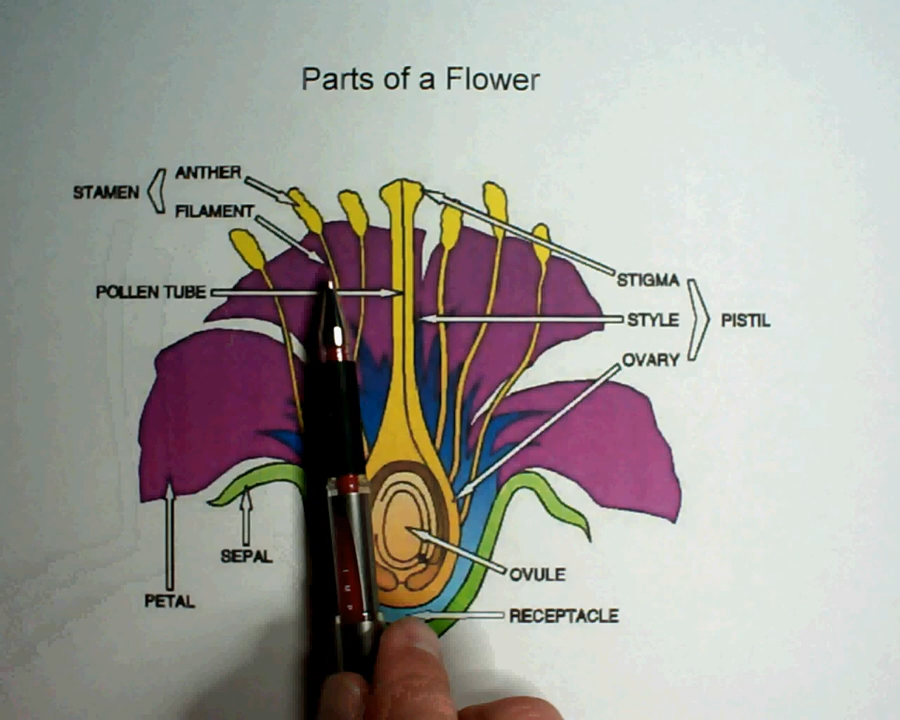 Parts of a Flower
STAMEN
ANTHER
FILAMENT
POLLEN TUBE
STIGMA
STYLE
PISTIL
OVARY
SEPAL
OVULE
PETAL
RECEPTACLE